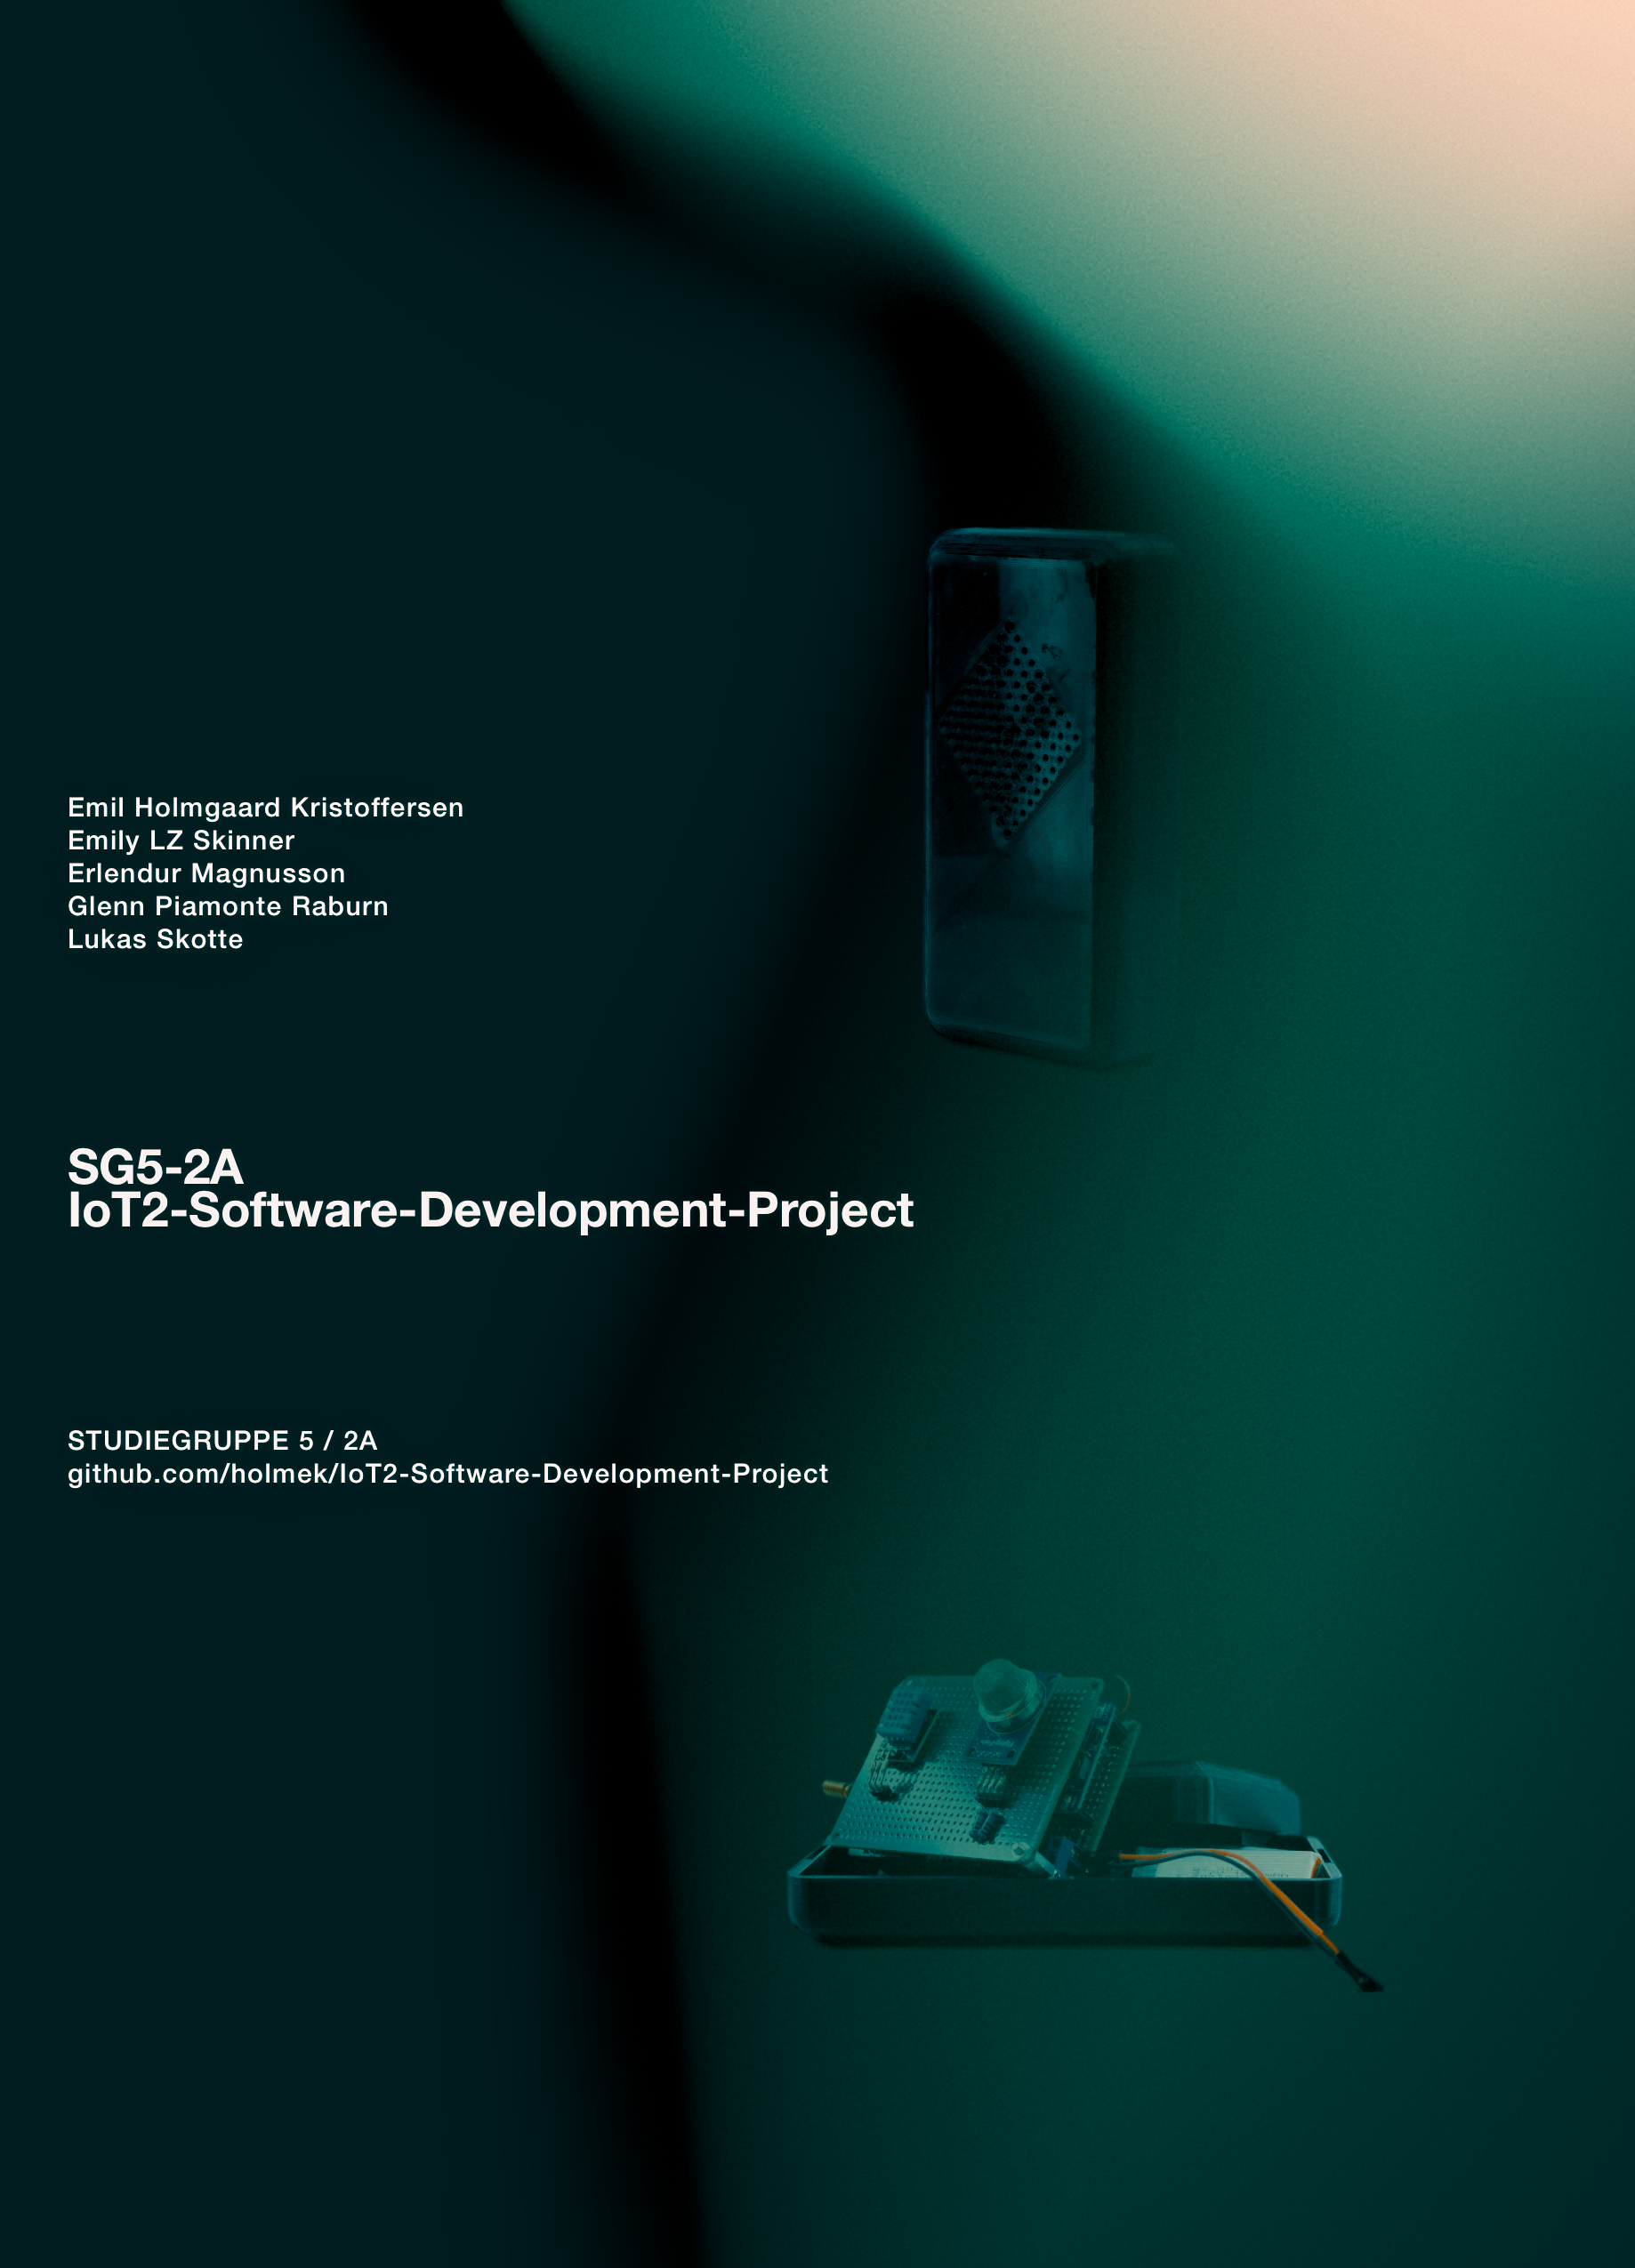 Emil Holmgaard Kristoffersen
Emily LZ Skinner
Erlendur Magnusson
Glenn Piamonte Raburn
Lukas Skotte
SG5-2A
IoT2-Software-Development-Project
STUDIEGRUPPE 5 / 2A
github.com/holmek/IoT2-Software-Development-Project